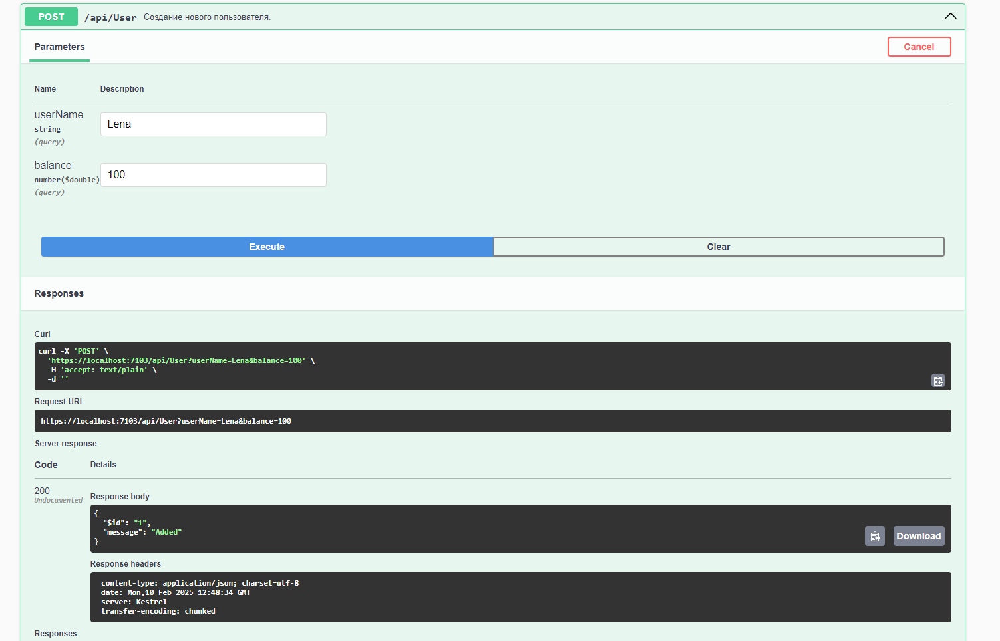 POST /api/User Создание нового пользователя.
Parameters
Cancel
Name Description
userName
string
(query)
Lena
balance
number($double)
(query)
100
Execute Clear
Responses
Curl
curl -X 'POST' \
'https://localhost:7103/api/User?userName=Lena&balance=100' \
-H 'accept: text/plain' \
-d ''
Request URL
https://localhost:7103/api/User?userName=Lena&balance=100
Server response
Code Details
200
Undocumented
Response body
{
"$id": "1",
"message": "Added"
}
Download
Response headers
content-type: application/json; charset=utf-8
date: Mon,10 Feb 2025 12:48:34 GMT
server: Kestrel
transfer-encoding: chunked
Responses